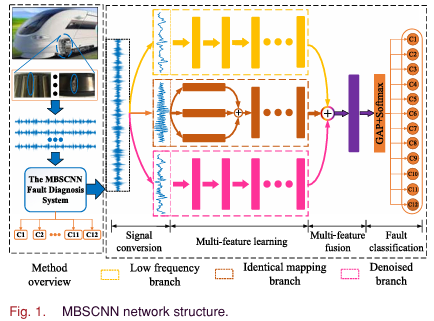 The MBSCNN
Fault Diagnosis
System
C1 C2 C11 C12
GAP+Softmax
C1
C2
C3
C4
C5
C6
C7
C8
C9
C10
C11
C12
Signal conversion
Multi-feature learning
Multi-feature fusion
Fault classification
Method overview
Low frequency branch
Identical mapping branch
Denoised branch
Fig. 1. MBSCNN network structure.